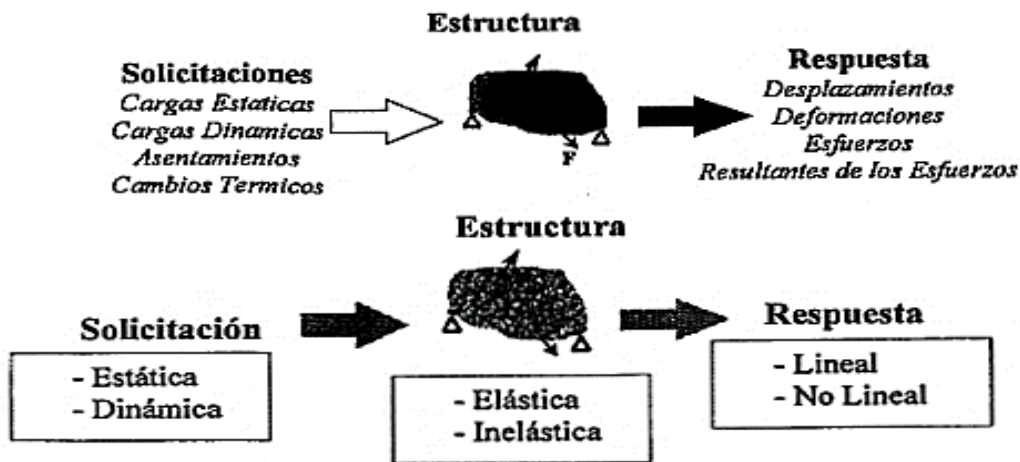 Estructura
Solicitaciones
Cargas Estaticas
Cargas Dinamicas
Asentamientos
Cambios Termicos
F
Respuesta
Desplazamientos
Deformaciones
Esfuerzos
Resultantes de los Esfuerzos
Estructura
Solicitación
- Estática
- Dinámica
- Elástica
- Inelástica
Respuesta
- Lineal
- No Lineal